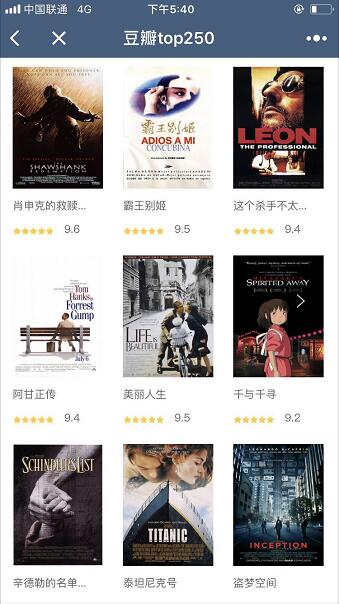 中国联通 4G 下午5:40
豆瓣top250
THE SHAWSHANK REDEMPTION
霸王别姬
ADIOS A MI CONCUBINA
LEON
THE PROFESSIONAL
肖申克的救赎...
霸王别姬
这个杀手不太...
9.6
9.5
9.4
Tom
Hanks
Forrest
Gump
July 6
LIFE IS
BEAUTIFUL
MIYAZAKI'S
SPIRITED AWAY
阿甘正传
美丽人生
千与千寻
9.4
9.5
9.2
SCHINDLER'S LIST
TITANIC
LEONARDO DICAPRIO
INCEPTION
辛德勒的名单...
泰坦尼克号
盗梦空间